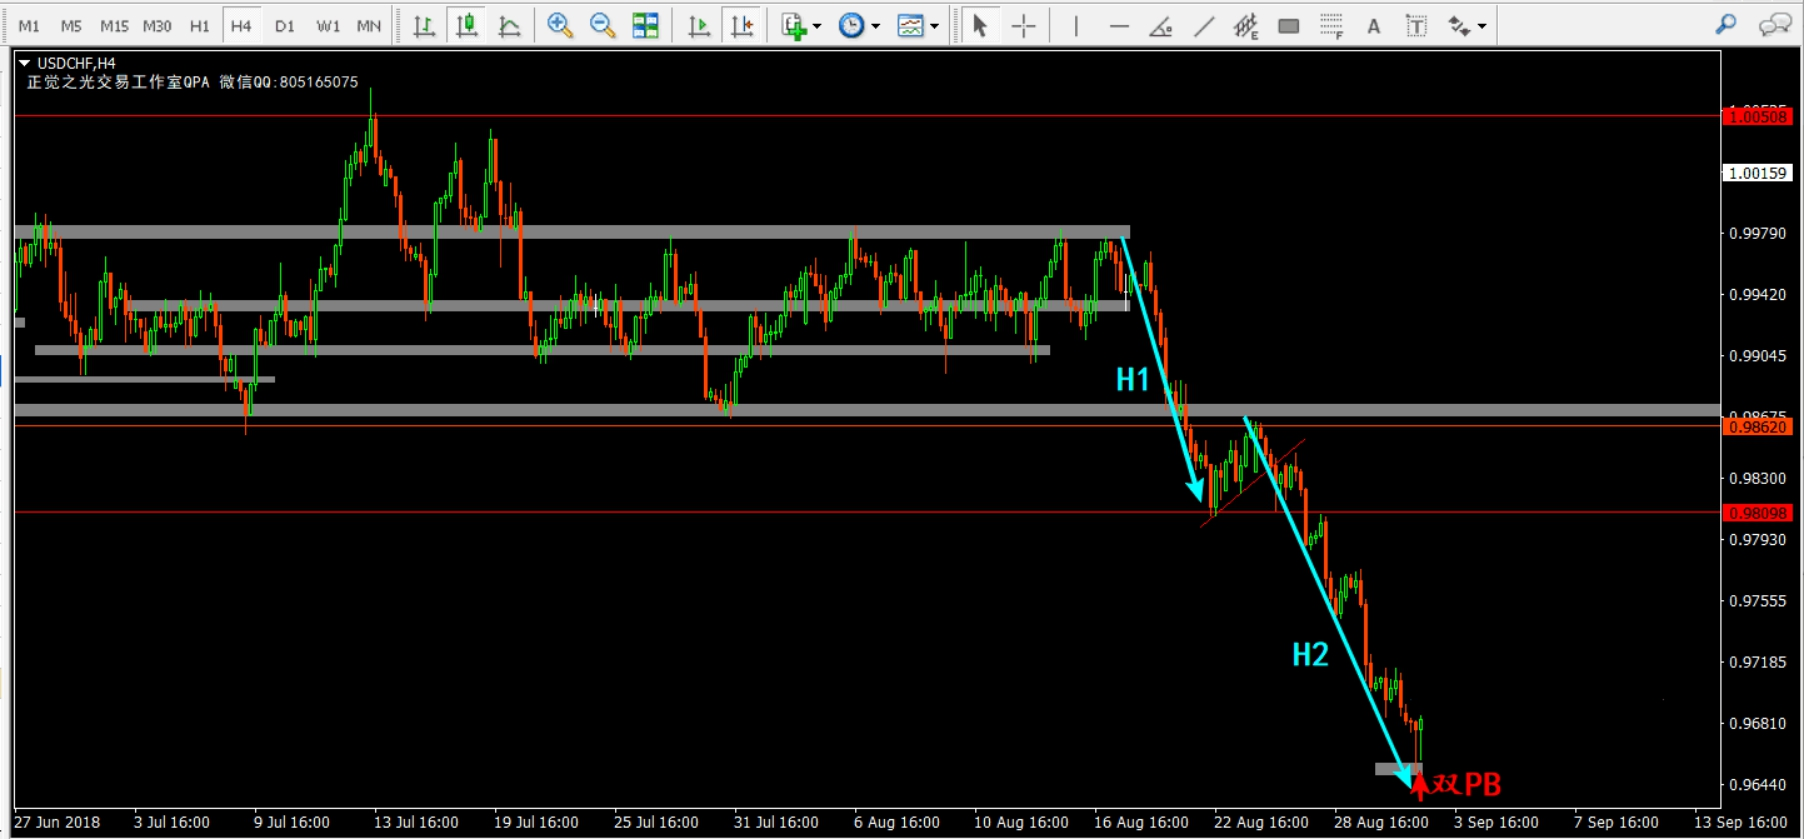 M1 M5 M15 M30 H1 H4 D1 W1 MN
E F A T
USDCHF,H4
正觉之光交易工作室QPA 微信QQ:805165075
1.00508
1.00159
0.99790
0.99420
0.99045
H1
0.98675
0.98620
0.98300
0.98098
0.97930
0.97555
H2
0.97185
0.96810
双PB
0.96440
27 Jun 2018 3 Jul 16:00 9 Jul 16:00 13 Jul 16:00 19 Jul 16:00 25 Jul 16:00 31 Jul 16:00 6 Aug 16:00 10 Aug 16:00 16 Aug 16:00 22 Aug 16:00 28 Aug 16:00 3 Sep 16:00 7 Sep 16:00 13 Sep 16:00